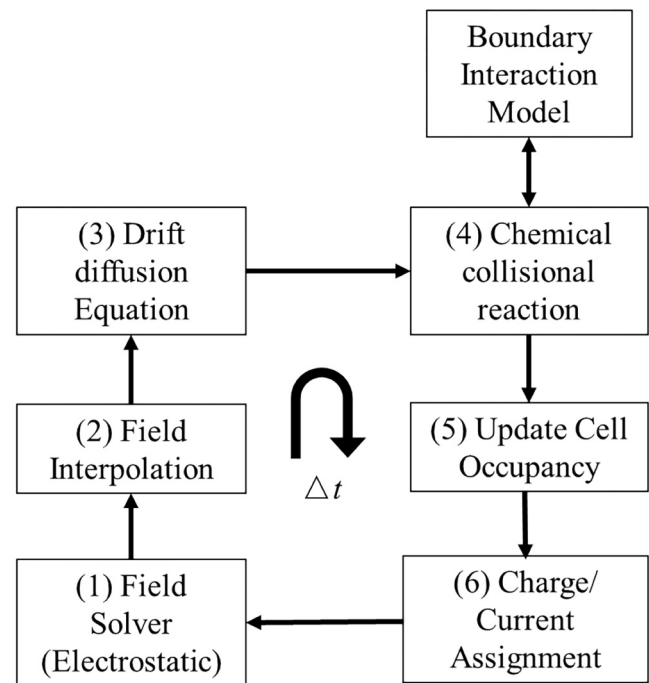 Boundary
Interaction
Model
(3) Drift
diffusion
Equation
(4) Chemical
collisional
reaction
(2) Field
Interpolation
(5) Update Cell
Occupancy
△t
(1) Field
Solver
(Electrostatic)
(6) Charge/
Current
Assignment